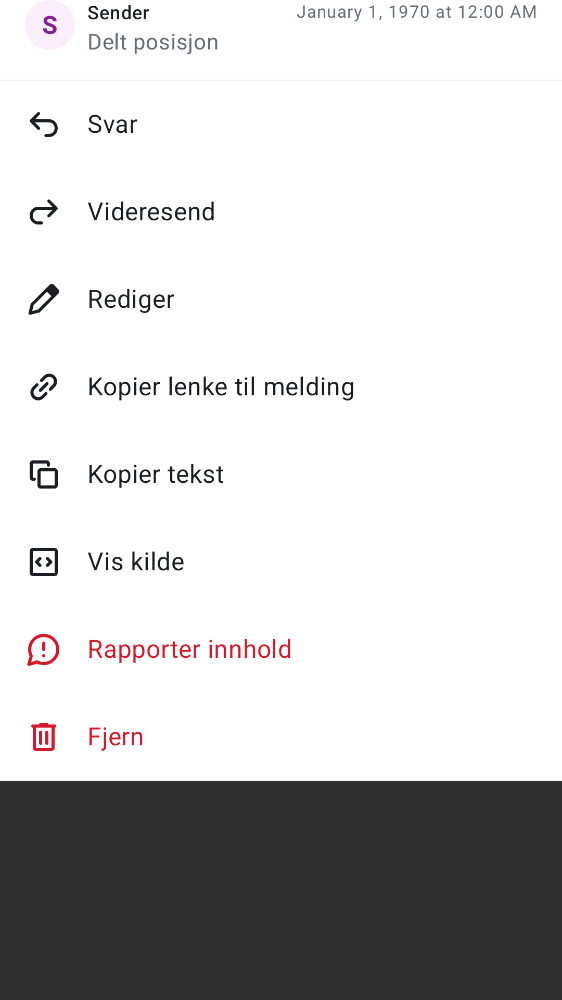 S
Sender
January 1, 1970 at 12:00 AM
Delt posisjon
Svar
Videresend
Rediger
Kopier lenke til melding
Kopier tekst
Vis kilde
Rapporter innhold
Fjern